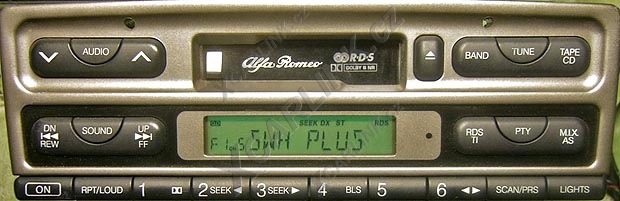 AUDIO Alfa Romeo R·D·S DOLBY B NR BAND TUNE TAPE CD
DN REW SOUND UP FF SEEK DX ST RDS RDS TI PTY M.I.X. AS
SWH PLUS
ON RPT/LOUD 1 2 SEEK 3 SEEK 4 BLS 5 6 SCAN/PRS LIGHTS